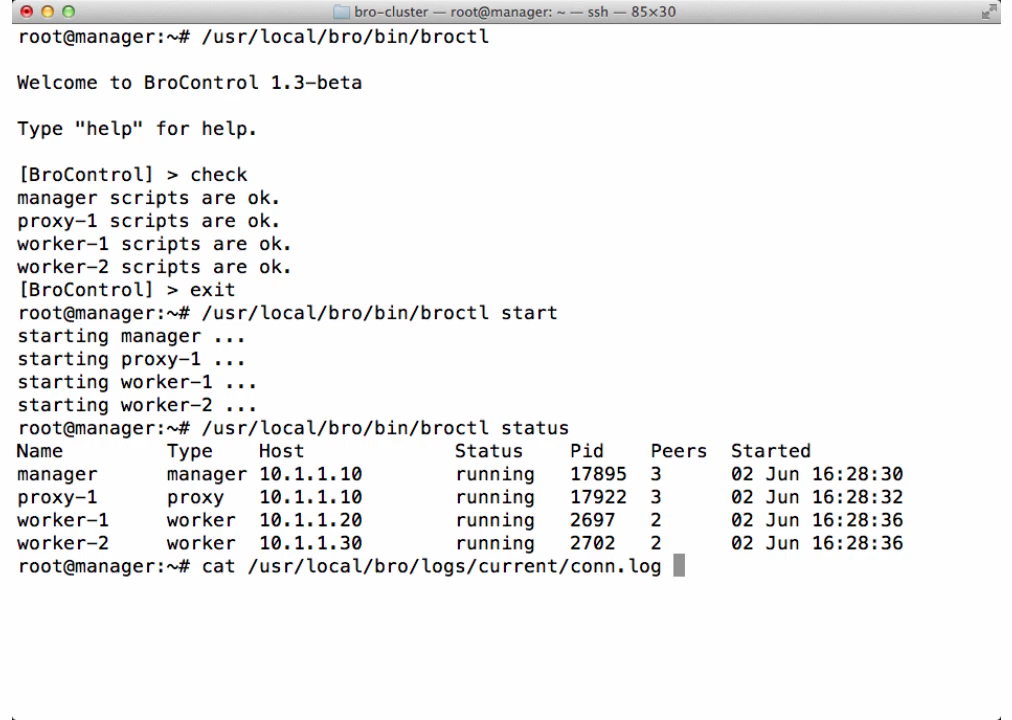 bro-cluster — root@manager: ~ — ssh — 85×30
root@manager:~# /usr/local/bro/bin/broctl
Welcome to BroControl 1.3-beta
Type "help" for help.
[BroControl] > check
manager scripts are ok.
proxy-1 scripts are ok.
worker-1 scripts are ok.
worker-2 scripts are ok.
[BroControl] > exit
root@manager:~# /usr/local/bro/bin/broctl start
starting manager ...
starting proxy-1 ...
starting worker-1 ...
starting worker-2 ...
root@manager:~# /usr/local/bro/bin/broctl status
Name Type Host Status Pid Peers Started
manager manager 10.1.1.10 running 17895 3 02 Jun 16:28:30
proxy-1 proxy 10.1.1.10 running 17922 3 02 Jun 16:28:32
worker-1 worker 10.1.1.20 running 2697 2 02 Jun 16:28:36
worker-2 worker 10.1.1.30 running 2702 2 02 Jun 16:28:36
root@manager:~# cat /usr/local/bro/logs/current/conn.log